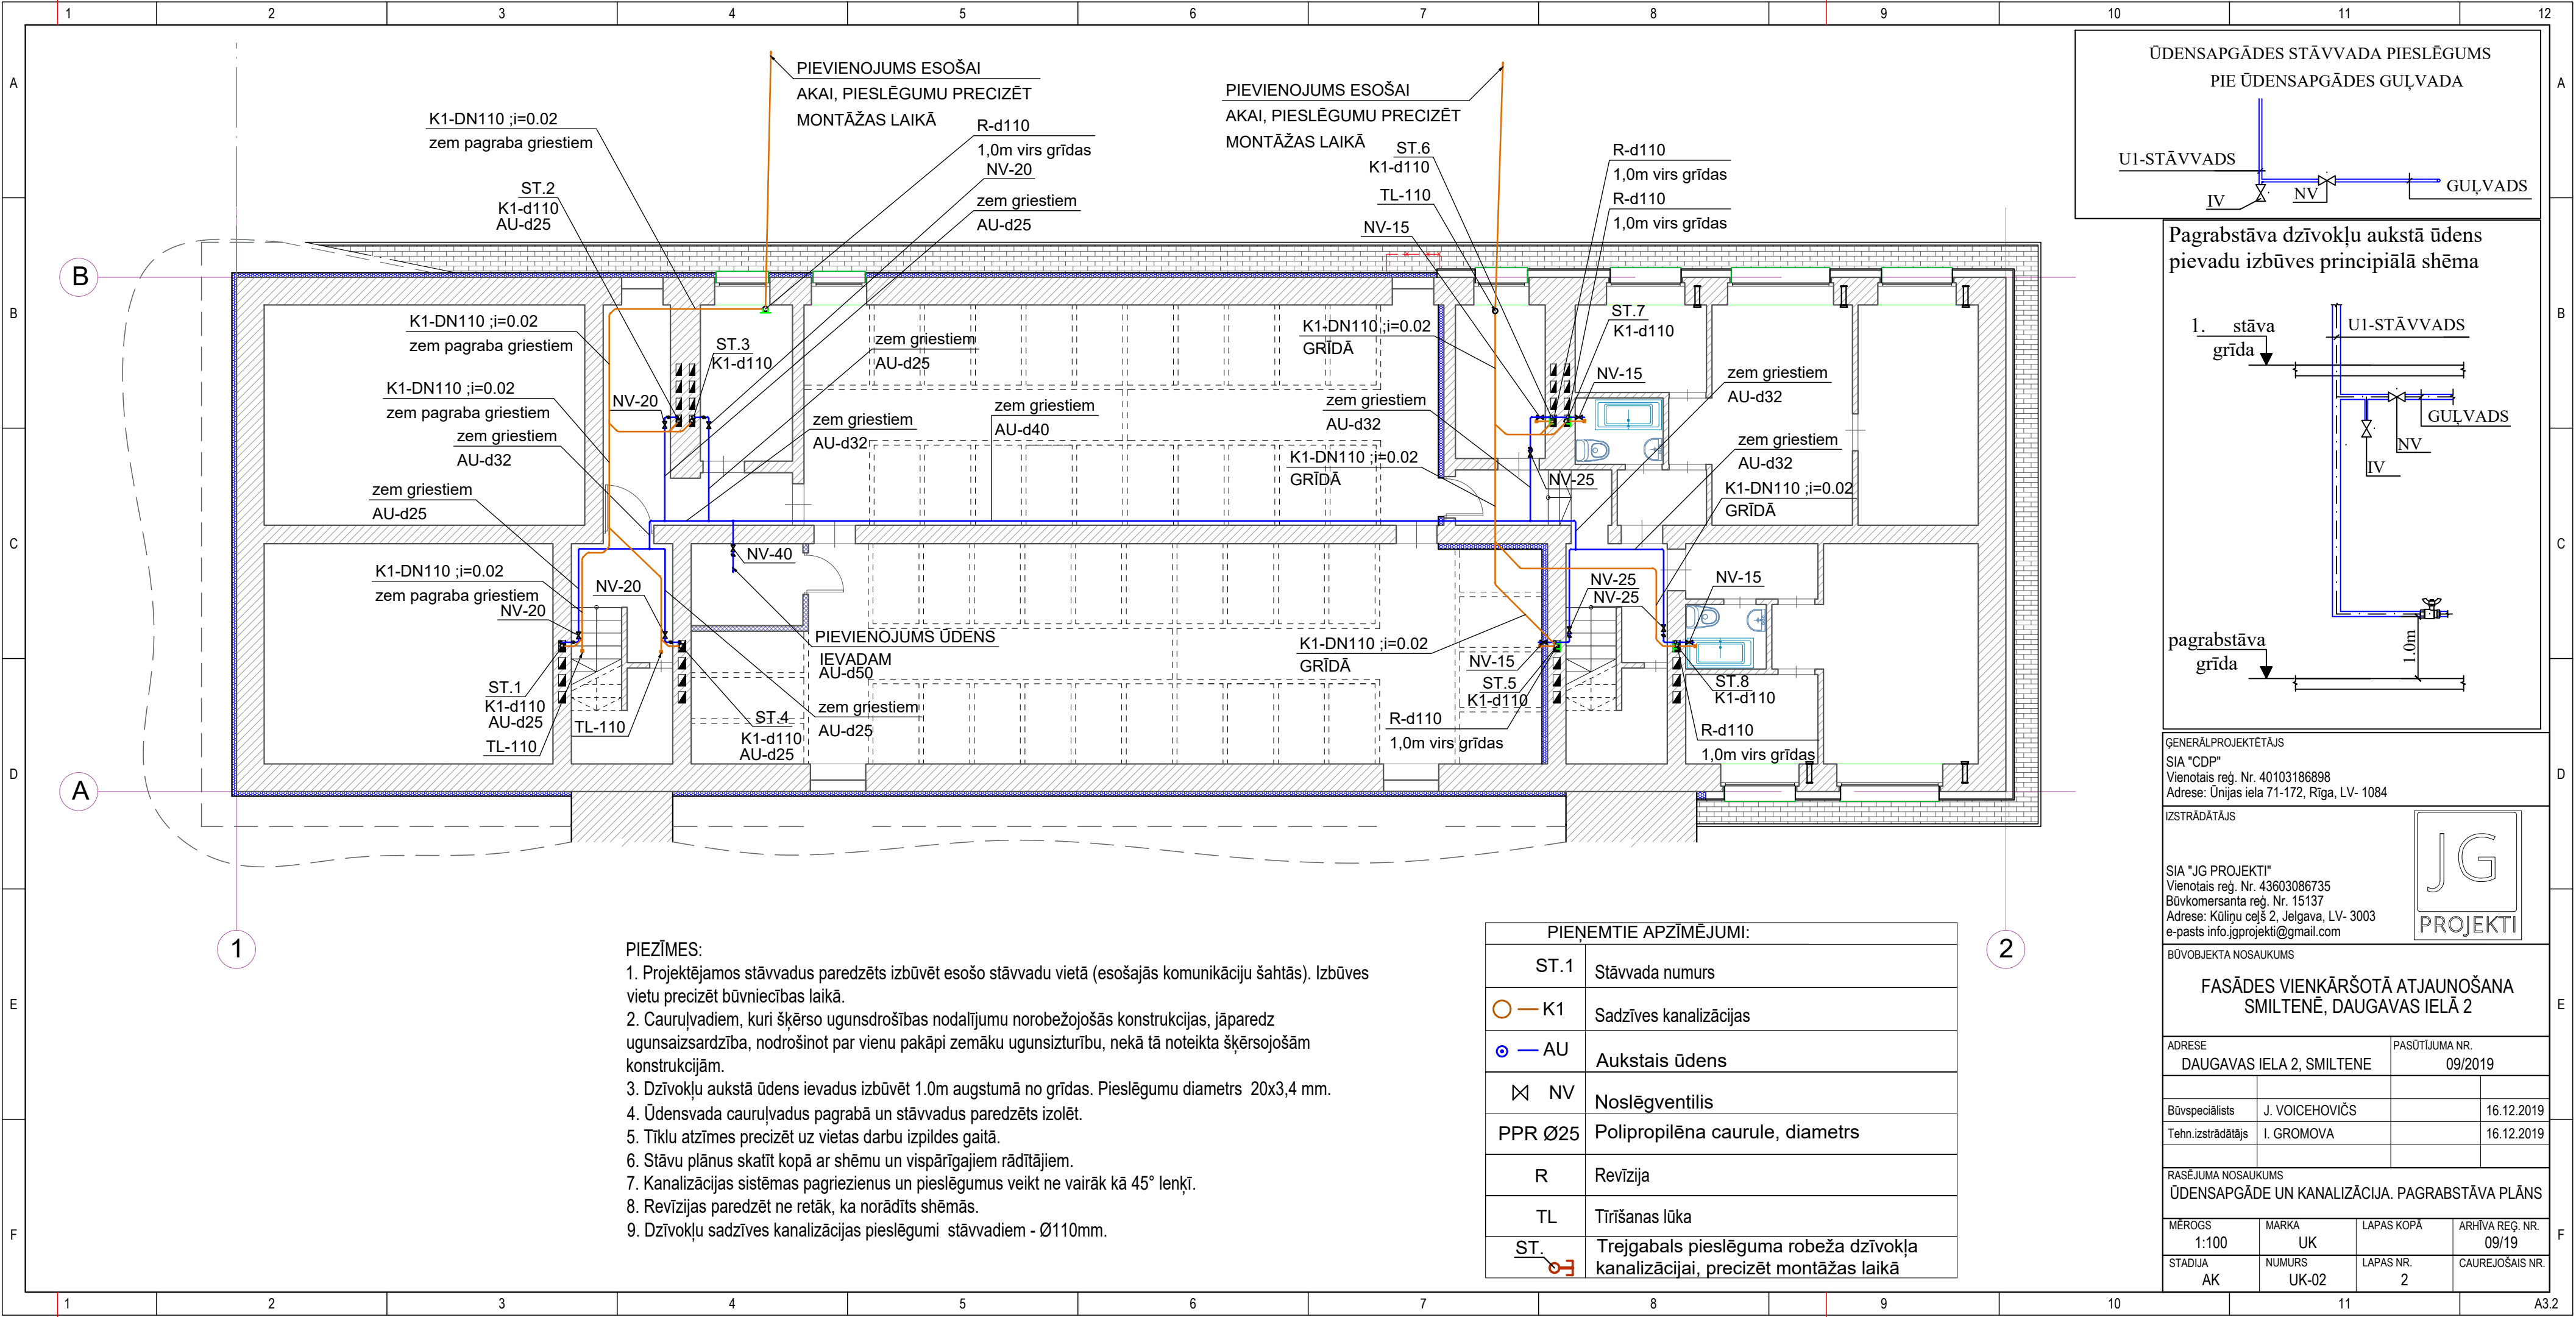 1 2 3 4 5 6 7 8 9 10 11 12
A
B
C
D
E
F
A
B
C
D
E
F
PIEVIENOJUMS ESOŠAI
AKAI, PIESLĒGUMU PRECIZĒT
MONTĀŽAS LAIKĀ
PIEVIENOJUMS ESOŠAI
AKAI, PIESLĒGUMU PRECIZĒT
MONTĀŽAS LAIKĀ
K1-DN110 ;i=0.02
zem pagraba griestiem
R-d110
1,0m virs grīdas
NV-20
ST.2
K1-d110
AU-d25
zem griestiem
AU-d25
ST.6
K1-d110
TL-110
NV-15
R-d110
1,0m virs grīdas
R-d110
1,0m virs grīdas
B
K1-DN110 ;i=0.02
zem pagraba griestiem
ST.3
K1-d110
zem griestiem
AU-d25
K1-DN110 ;i=0.02
GRĪDĀ
ST.7
K1-d110
K1-DN110 ;i=0.02
zem pagraba griestiem
NV-20
zem griestiem
AU-d32
zem griestiem
AU-d40
zem griestiem
AU-d32
NV-15
zem griestiem
AU-d32
zem griestiem
AU-d32
zem griestiem
AU-d32
K1-DN110 ;i=0.02
GRĪDĀ
NV-25
K1-DN110 ;i=0.02
GRĪDĀ
zem griestiem
AU-d25
NV-40
K1-DN110 ;i=0.02
zem pagraba griestiem
NV-20
NV-20
PIEVIENOJUMS ŪDENS
IEVADAM
AU-d50
NV-25
NV-25
NV-15
K1-DN110 ;i=0.02
GRĪDĀ
NV-15
ST.5
K1-d110
ST.8
K1-d110
ST.1
K1-d110
AU-d25
TL-110
TL-110
ST.4
K1-d110
AU-d25
zem griestiem
AU-d25
R-d110
1,0m virs grīdas
R-d110
1,0m virs grīdas
A
1
2
ŪDENSAPGĀDES STĀVVADA PIESLĒGUMS
PIE ŪDENSAPGĀDES GUĻVADA
U1-STĀVVADS
IV
NV
GUĻVADS
Pagrabstāva dzīvokļu aukstā ūdens
pievadu izbūves principiālā shēma
1. stāva
grīda
U1-STĀVVADS
GUĻVADS
NV
IV
1.0m
pagrabstāva
grīda
PIEZĪMES:
1. Projektējamos stāvvadus paredzēts izbūvēt esošo stāvvadu vietā (esošajās komunikāciju šahtās). Izbūves
vietu precizēt būvniecības laikā.
2. Cauruļvadiem, kuri šķērso ugunsdrošības nodalījumu norobežojošās konstrukcijas, jāparedz
ugunsaizsardzība, nodrošinot par vienu pakāpi zemāku ugunsizturību, nekā tā noteikta šķērsojošām
konstrukcijām.
3. Dzīvokļu aukstā ūdens ievadus izbūvēt 1.0m augstumā no grīdas. Pieslēgumu diametrs 20x3,4 mm.
4. Ūdensvada cauruļvadus pagrabā un stāvvadus paredzēts izolēt.
5. Tīklu atzīmes precizēt uz vietas darbu izpildes gaitā.
6. Stāvu plānus skatīt kopā ar shēmu un vispārīgajiem rādītājiem.
7. Kanalizācijas sistēmas pagriezienus un pieslēgumus veikt ne vairāk kā 45° leņķī.
8. Revīzijas paredzēt ne retāk, ka norādīts shēmās.
9. Dzīvokļu sadzīves kanalizācijas pieslēgumi stāvvadiem - Ø110mm.
PIEŅEMTIE APZĪMĒJUMI:
ST.1 Stāvvada numurs
K1 Sadzīves kanalizācijas
AU Aukstais ūdens
NV Noslēgventilis
PPR Ø25 Polipropilēna caurule, diametrs
R Revīzija
TL Tīrīšanas lūka
ST. Trejgabals pieslēguma robeža dzīvokļa
kanalizācijai, precizēt montāžas laikā
ĢENERĀLPROJEKTĒTĀJS
SIA "CDP"
Vienotais reģ. Nr. 40103186898
Adrese: Ūnijas iela 71-172, Rīga, LV- 1084
IZSTRĀDĀTĀJS
SIA "JG PROJEKTI"
Vienotais reģ. Nr. 43603086735
Būvkomersanta reģ. Nr. 15137
Adrese: Kūliņu ceļš 2, Jelgava, LV- 3003
e-pasts info.jgprojekti@gmail.com
JG
PROJEKTI
BŪVOBJEKTA NOSAUKUMS
FASĀDES VIENKĀRŠOTĀ ATJAUNOŠANA
SMILTENĒ, DAUGAVAS IELĀ 2
ADRESE PASŪTĪJUMA NR.
DAUGAVAS IELA 2, SMILTENE 09/2019
Būvspeciālists J. VOICEHOVIČS 16.12.2019
Tehn.izstrādātājs I. GROMOVA 16.12.2019
RASĒJUMA NOSAUKUMS
ŪDENSAPGĀDE UN KANALIZĀCIJA. PAGRABSTĀVA PLĀNS
MĒROGS MARKA LAPAS KOPĀ ARHĪVA REĢ. NR.
1:100 UK 09/19
STADIJA NUMURS LAPAS NR. CAUREJOŠAIS NR.
AK UK-02 2
1 2 3 4 5 6 7 8 9 10 11 A3.2